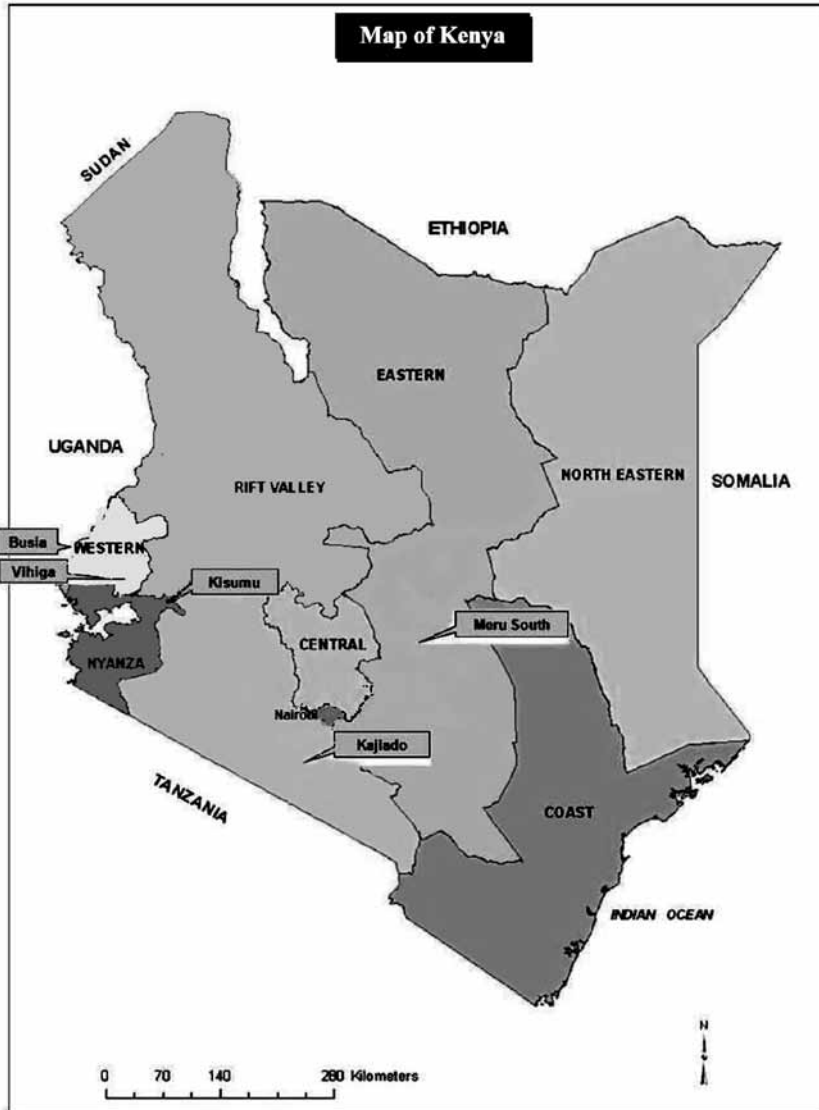 Map of Kenya
SUDAN
ETHIOPIA
EASTERN
UGANDA
RIFT VALLEY
NORTH EASTERN
SOMALIA
Busia
WESTERN
Vihiga
Kisumu
Meru South
CENTRAL
NYANZA
Nairobi
Kajiado
TANZANIA
COAST
INDIAN OCEAN
N
0 70 140 280 Kilometers